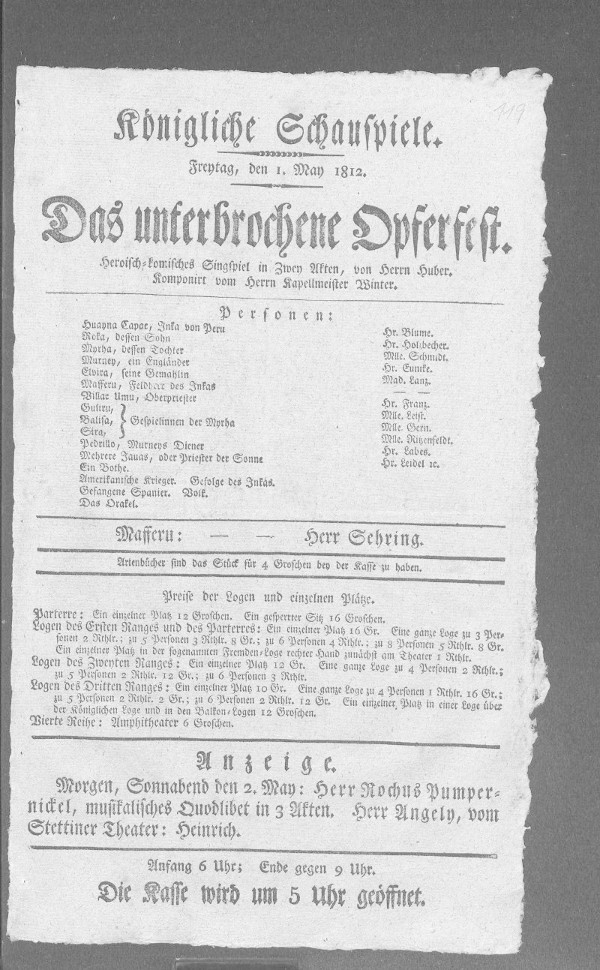 119
Königliche Schauspiele.
Freytag, den 1. May 1812.
Das unterbrochene Opferfest.
Heroisch-komisches Singspiel in Zwey Akten, von Herrn Huber.
Komponirt vom Herrn Kapellmeister Winter.
Personen:
Huayna Capar, Inka von Peru Hr. Blume.
Roka, dessen Sohn Hr. Holzbecher.
Myrha, dessen Tochter Mlle. Schmidt.
Murney, ein Engländer Hr. Eunike.
Elvira, seine Gemahlin Mad. Lanz.
Mafferu, Feldherr des Inkas — —
Villar Umu, Oberpriester Hr. Franz.
Guliru, Mlle. Leist.
Balisa, Gespielinnen der Myrha Mlle. Gern.
Sira, Mlle. Ritzenfeldt.
Pedrillo, Murneys Diener Hr. Labes.
Mehrere Jauas, oder Priester der Sonne Hr. Leidel ic.
Ein Bothe.
Amerikanische Krieger. Gefolge des Inkas.
Gefangene Spanier. Volk.
Das Orakel.
Mafferu: — — Herr Sehring.
Arienbücher sind das Stück für 4 Groschen bey der Kasse zu haben.
Preise der Logen und einzelnen Plätze.
Parterre: Ein einzelner Platz 12 Groschen. Ein gesperrter Sitz 16 Groschen.
Logen des Ersten Ranges und des Parterres: Ein einzelner Platz 16 Gr. Eine ganze Loge zu 3 Per-
sonen 2 Rthlr.; zu 5 Personen 3 Rthlr. 8 Gr.; zu 6 Personen 4 Rthlr.; zu 8 Personen 5 Rthlr. 8 Gr.
Ein einzelner Platz in der sogenannten Fremden-Loge rechter Hand zunächst am Theater 1 Rthlr.
Logen des Zweyten Ranges: Ein einzelner Platz 12 Gr. Eine ganze Loge zu 4 Personen 2 Rthlr.;
zu 5 Personen 2 Rthlr. 12 Gr.; zu 6 Personen 3 Rthlr.
Logen des Dritten Ranges: Ein einzelner Platz 10 Gr. Eine ganze Loge zu 4 Personen 1 Rthlr. 16 Gr.;
zu 5 Personen 2 Rthlr. 2 Gr.; zu 6 Personen 2 Rthlr. 12 Gr. Ein einzelner Platz in einer Loge über
der Königlichen Loge und in den Balkon-Logen 12 Groschen.
Vierte Reihe: Amphitheater 6 Groschen.
Anzeige.
Morgen, Sonnabend den 2. May: Herr Rochus Pumper-
nickel, musikalisches Quodlibet in 3 Akten. Herr Angely, vom
Stettiner Theater: Heinrich.
Anfang 6 Uhr; Ende gegen 9 Uhr.
Die Kasse wird um 5 Uhr geöffnet.